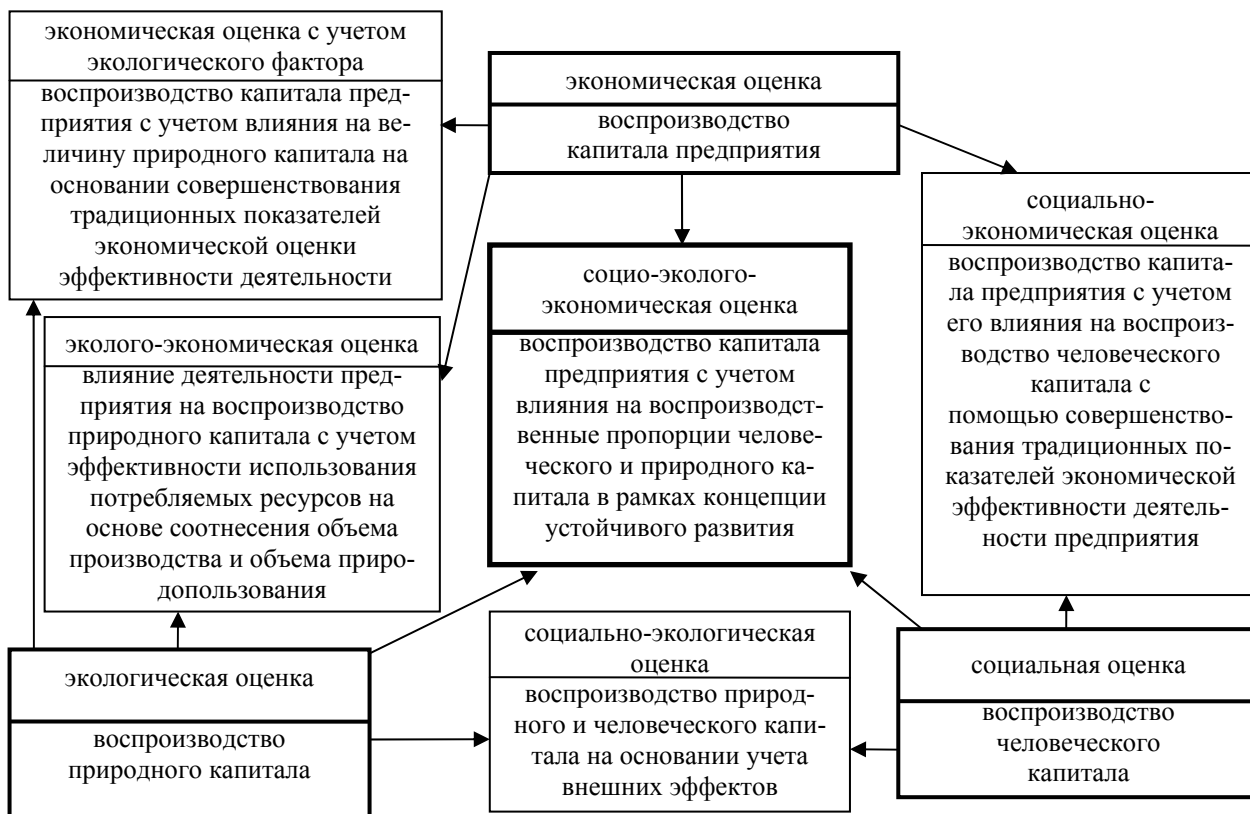 экономическая оценка с учетом
экологического фактора
воспроизводство капитала пред-
приятия с учетом влияния на ве-
личину природного капитала на
основании совершенствования
традиционных показателей
экономической оценки
эффективности деятельности
экономическая оценка
воспроизводство
капитала предприятия
социально-
экономическая оценка
воспроизводство капита-
ла предприятия с учетом
его влияния на воспроиз-
водство человеческого
капитала с
помощью совершенство-
вания традиционных по-
казателей экономической
эффективности деятель-
ности предприятия
социо-эколого-
экономическая оценка
воспроизводство капитала
предприятия с учетом
влияния на воспроизводст-
венные пропорции челове-
ческого и природного ка-
питала в рамках концепции
устойчивого развития
эколого-экономическая оценка
влияние деятельности пред-
приятия на воспроизводство
природного капитала с учетом
эффективности использования
потребляемых ресурсов на
основе соотнесения объема
производства и объема приро-
допользования
экологическая оценка
воспроизводство
природного капитала
социально-экологическая
оценка
воспроизводство природ-
ного и человеческого капи-
тала на основании учета
внешних эффектов
социальная оценка
воспроизводство
человеческого
капитала